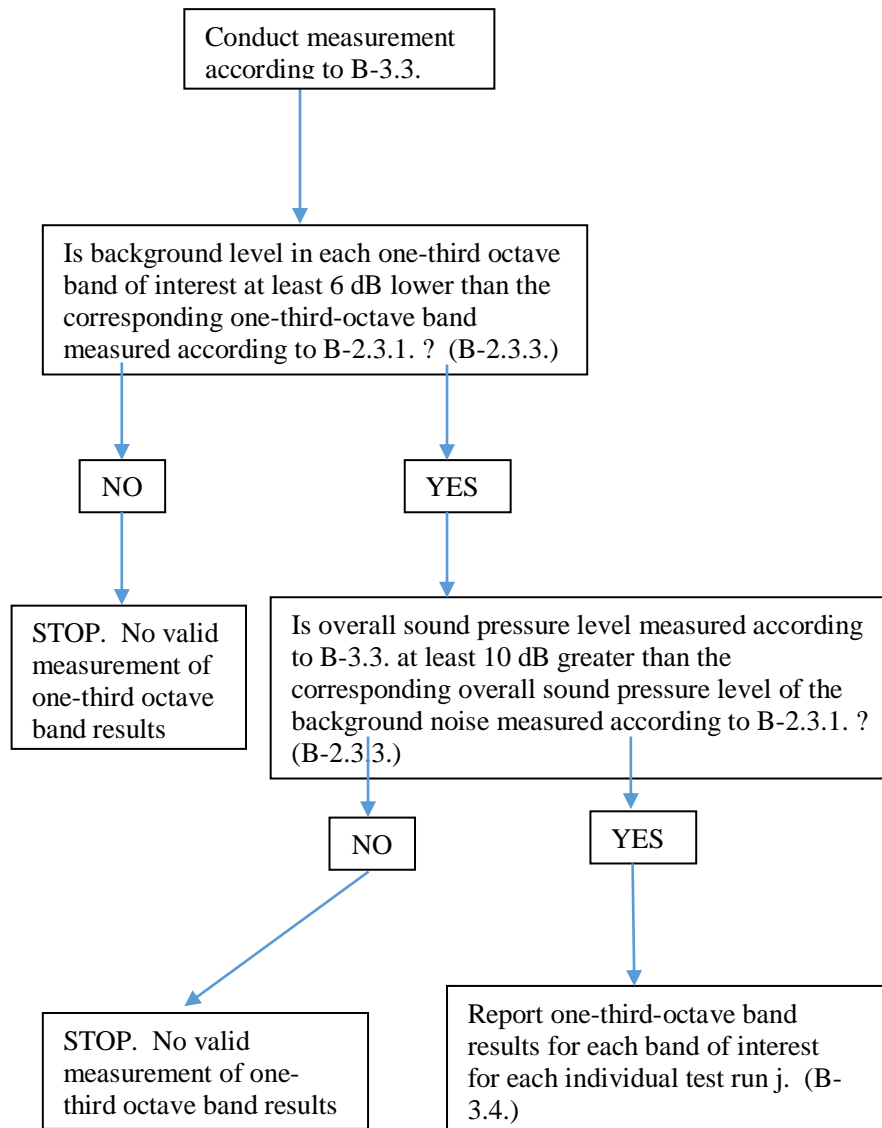 Conduct measurement
according to B-3.3.
Is background level in each one-third octave
band of interest at least 6 dB lower than the
corresponding one-third-octave band
measured according to B-2.3.1. ? (B-2.3.3.)
NO
YES
STOP. No valid
measurement of
one-third octave
band results
Is overall sound pressure level measured according
to B-3.3. at least 10 dB greater than the
corresponding overall sound pressure level of the
background noise measured according to B-2.3.1. ?
(B-2.3.3.)
NO
YES
STOP. No valid
measurement of one-
third octave band results
Report one-third-octave band
results for each band of interest
for each individual test run j. (B-
3.4.)